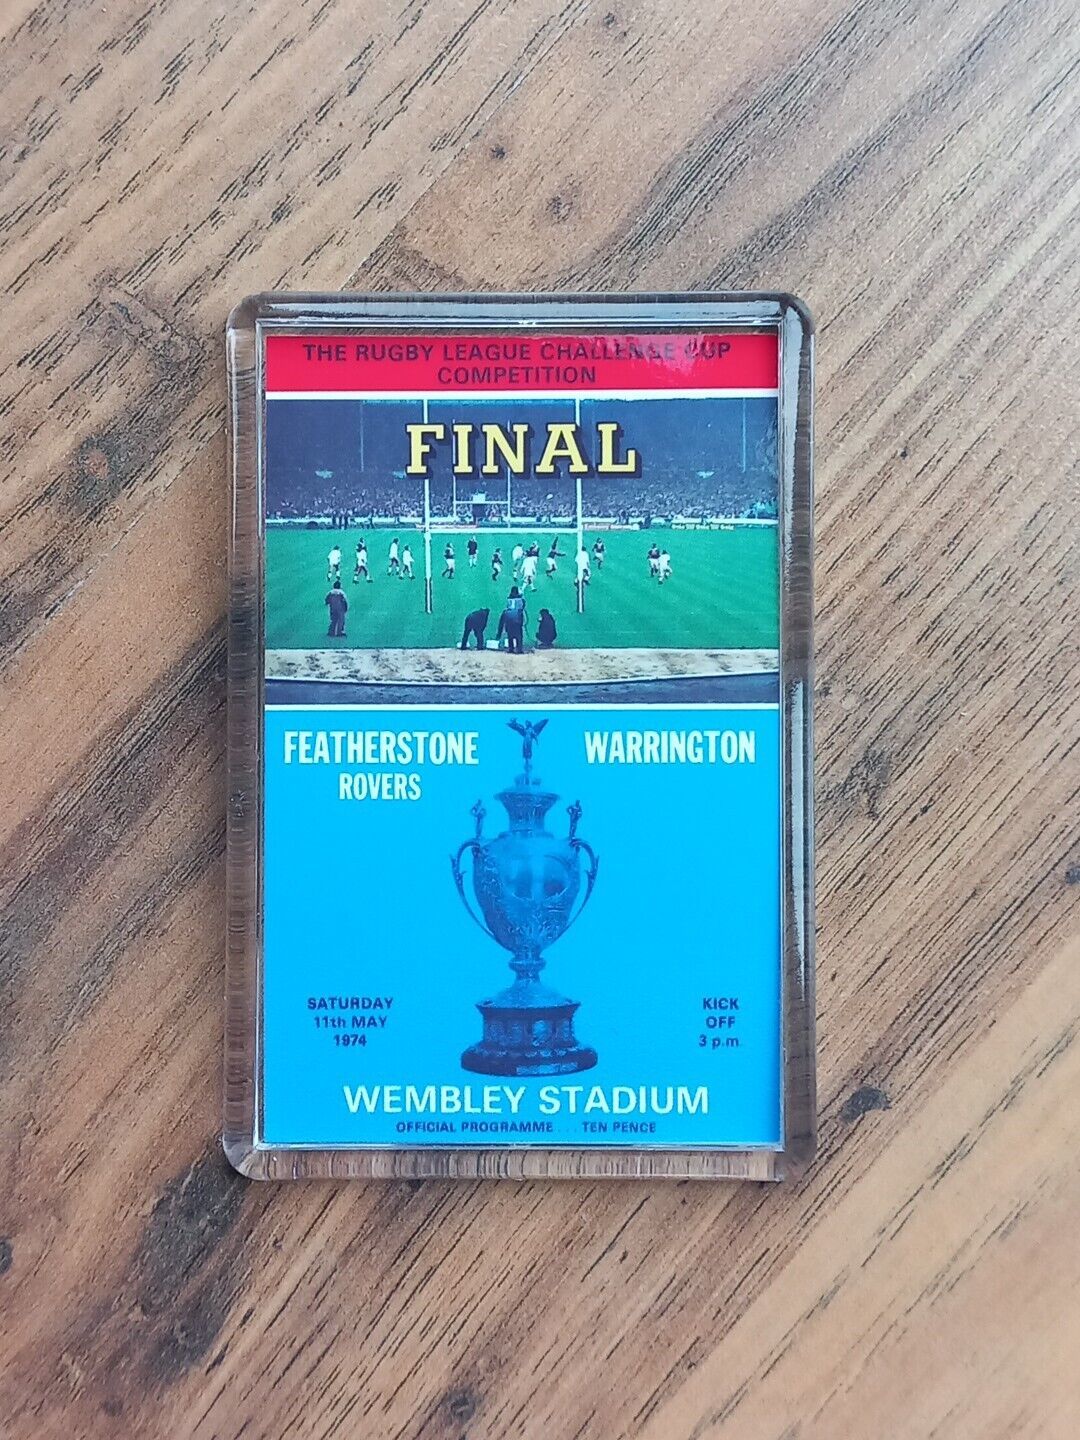 THE RUGBY LEAGUE CHALLENGE CUP
COMPETITION
FINAL
FEATHERSTONE
ROVERS
WARRINGTON
SATURDAY
11th MAY
1974
KICK
OFF
3 p.m.
WEMBLEY STADIUM
OFFICIAL PROGRAMME . . . TEN PENCE